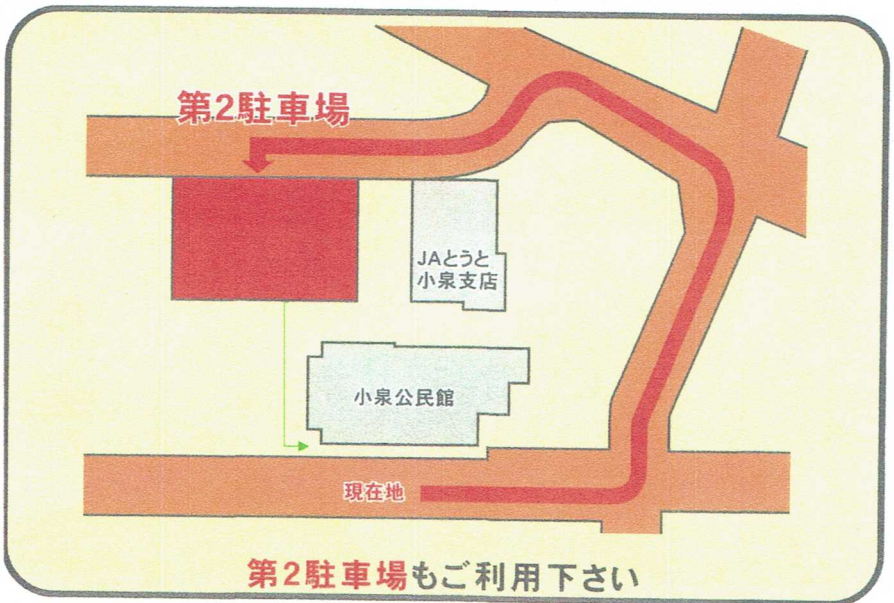 第2駐車場
JAとうと
小泉支店
小泉公民館
現在地
第2駐車場もご利用下さい